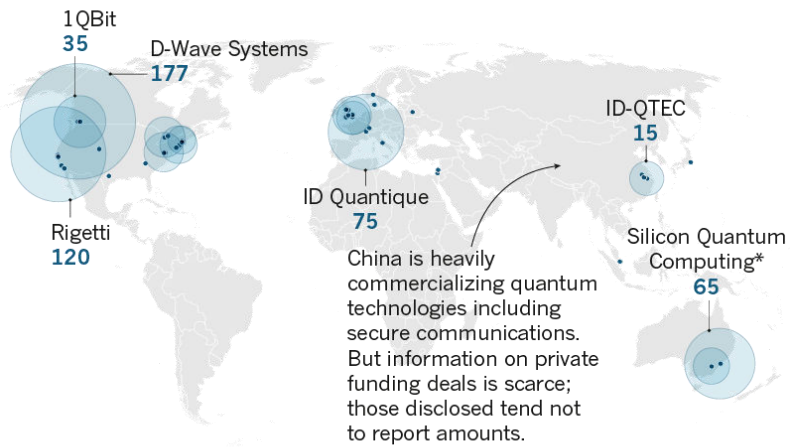 1QBit
35
D-Wave Systems
177
ID-QTEC
15
ID Quantique
75
Rigetti
120
Silicon Quantum
Computing*
65
China is heavily
commercializing quantum
technologies including
secure communications.
But information on private
funding deals is scarce;
those disclosed tend not
to report amounts.